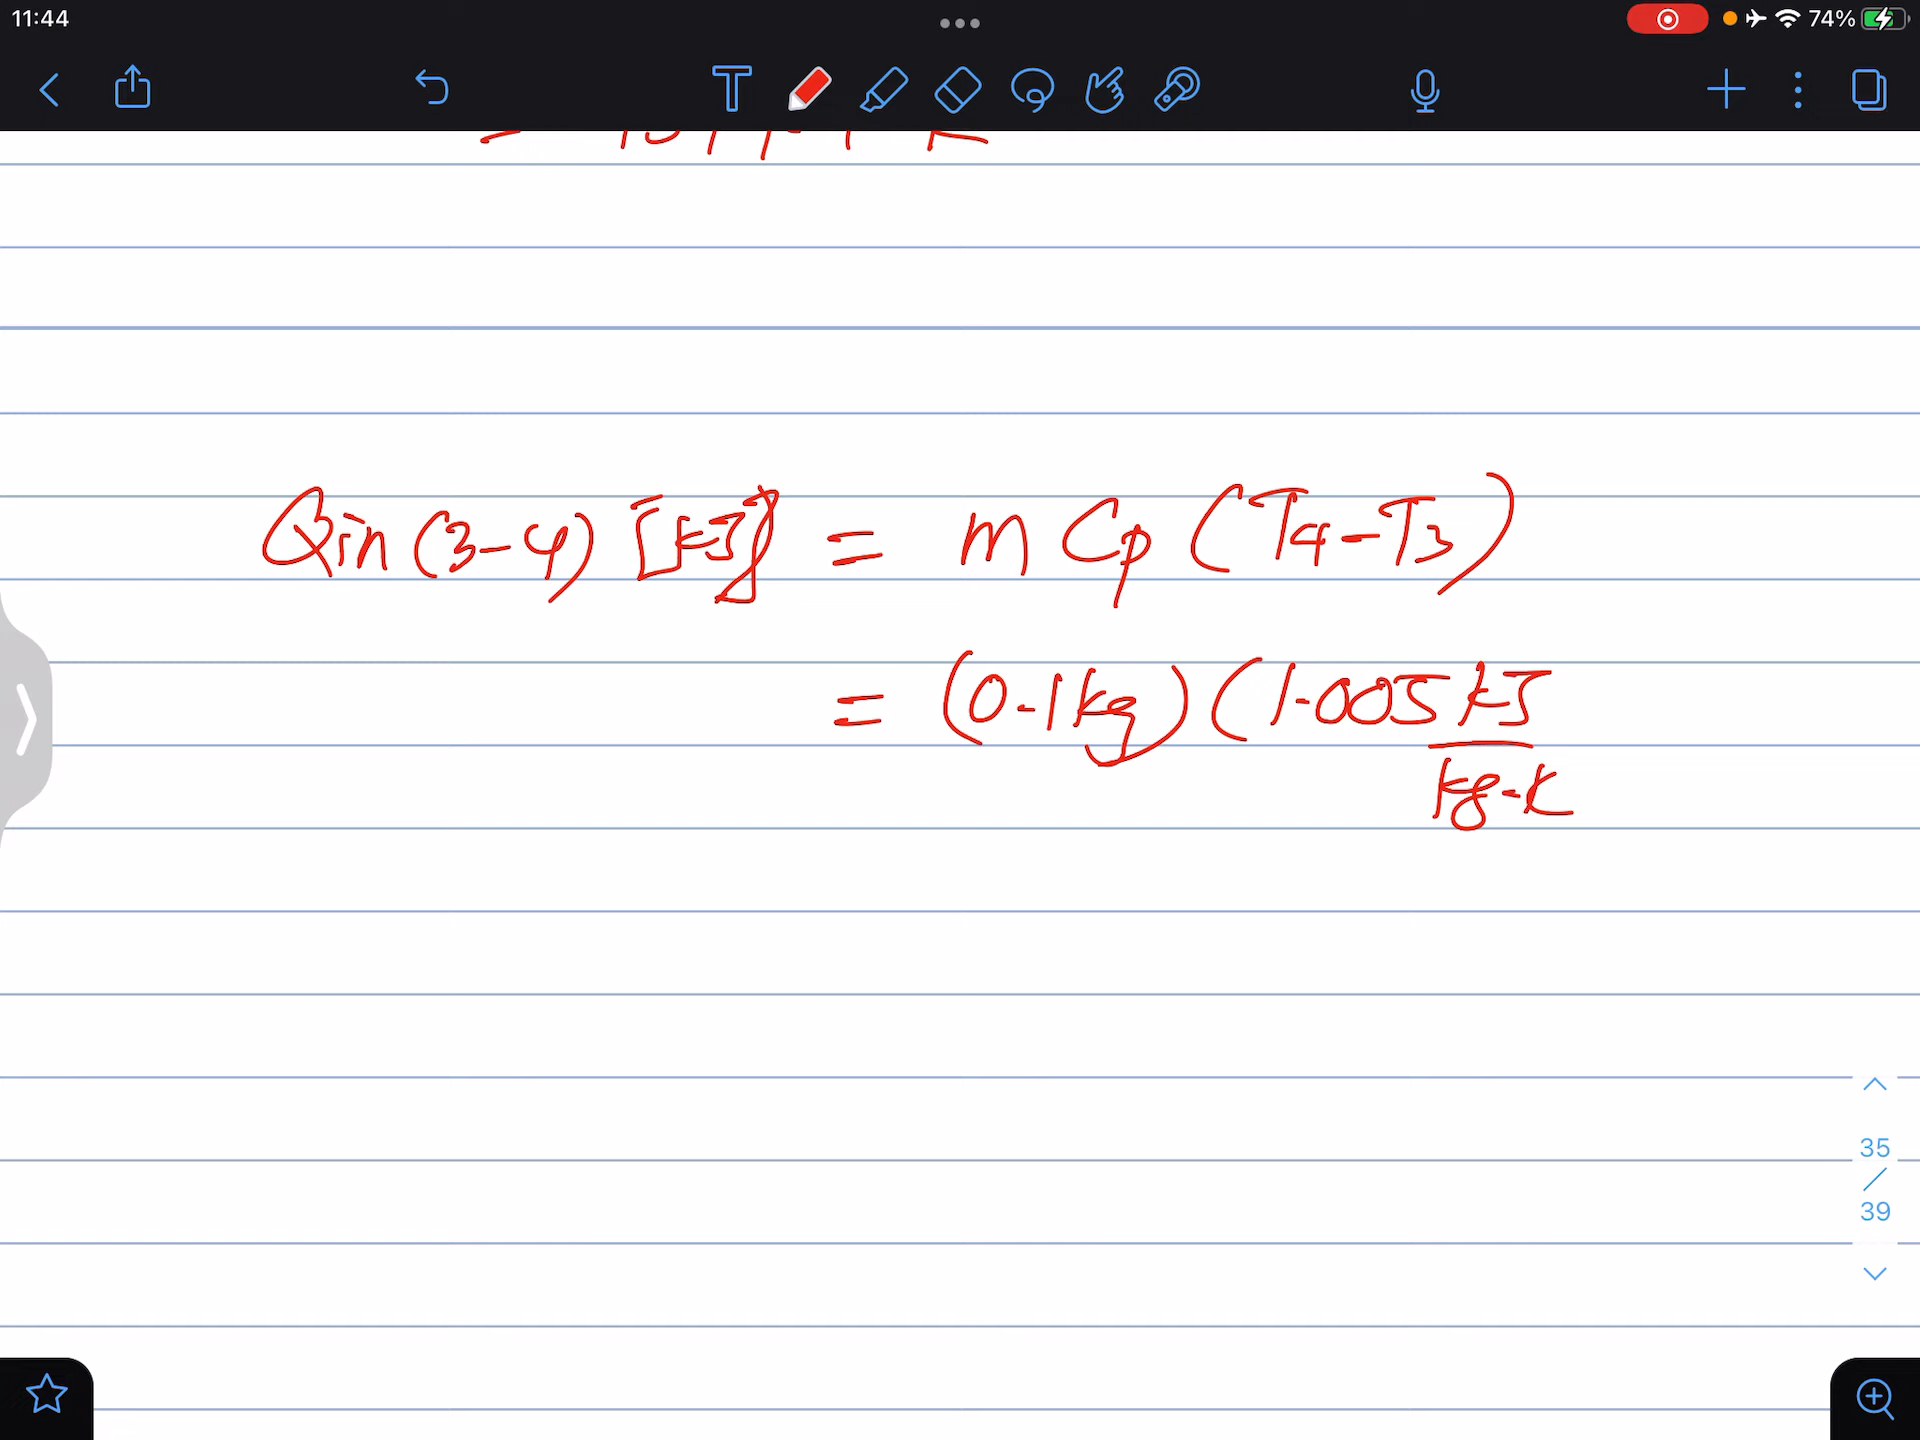 11:44
74%
Qin (3-4) [kJ] = m Cp (T4-T3)
= (0.1kg) (1.005 kJ
kg-K
35
39